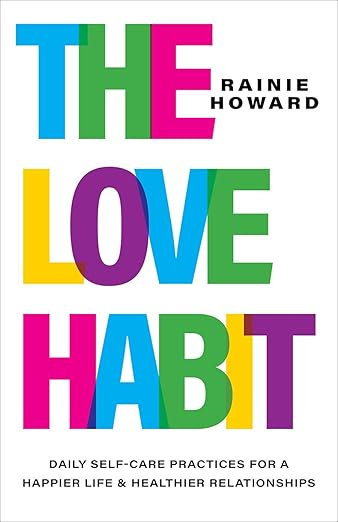 THE
RAINIE
HOWARD
LOVE
HABIT
DAILY SELF-CARE PRACTICES FOR A
HAPPIER LIFE & HEALTHIER RELATIONSHIPS